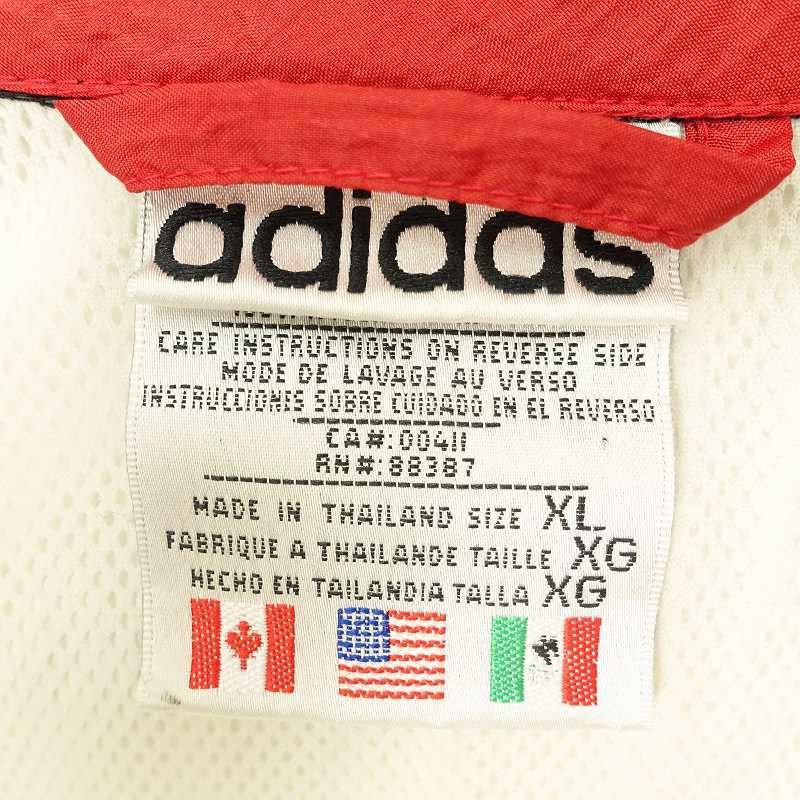 adidas
CARE INSTRUCTIONS ON REVERSE SIDE
MODE DE LAVAGE AU VERSO
INSTRUCCIONES SOBRE CUIDADO EN EL REVERSO
CA#:00411
RN#:88387
MADE IN THAILAND SIZE XL
FABRIQUE A THAILANDE TAILLE XG
HECHO EN TAILANDIA TALLA XG